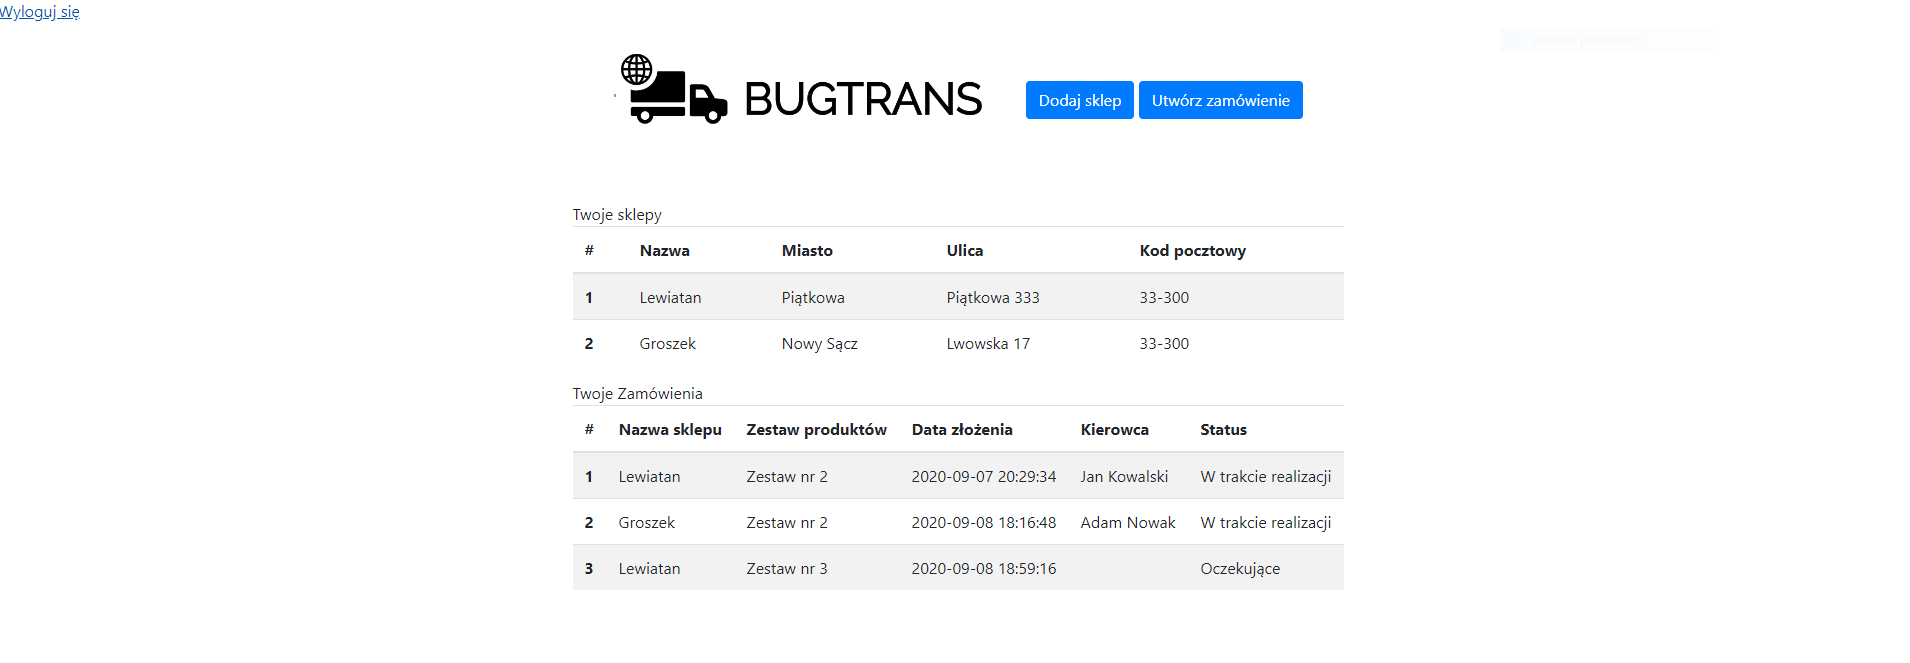 Wyloguj się
BUGTRANS
Dodaj sklep Utwórz zamówienie
Twoje sklepy
# Nazwa Miasto Ulica Kod pocztowy
1 Lewiatan Piątkowa Piątkowa 333 33-300
2 Groszek Nowy Sącz Lwowska 17 33-300
Twoje Zamówienia
# Nazwa sklepu Zestaw produktów Data złożenia Kierowca Status
1 Lewiatan Zestaw nr 2 2020-09-07 20:29:34 Jan Kowalski W trakcie realizacji
2 Groszek Zestaw nr 2 2020-09-08 18:16:48 Adam Nowak W trakcie realizacji
3 Lewiatan Zestaw nr 3 2020-09-08 18:59:16 Oczekujące